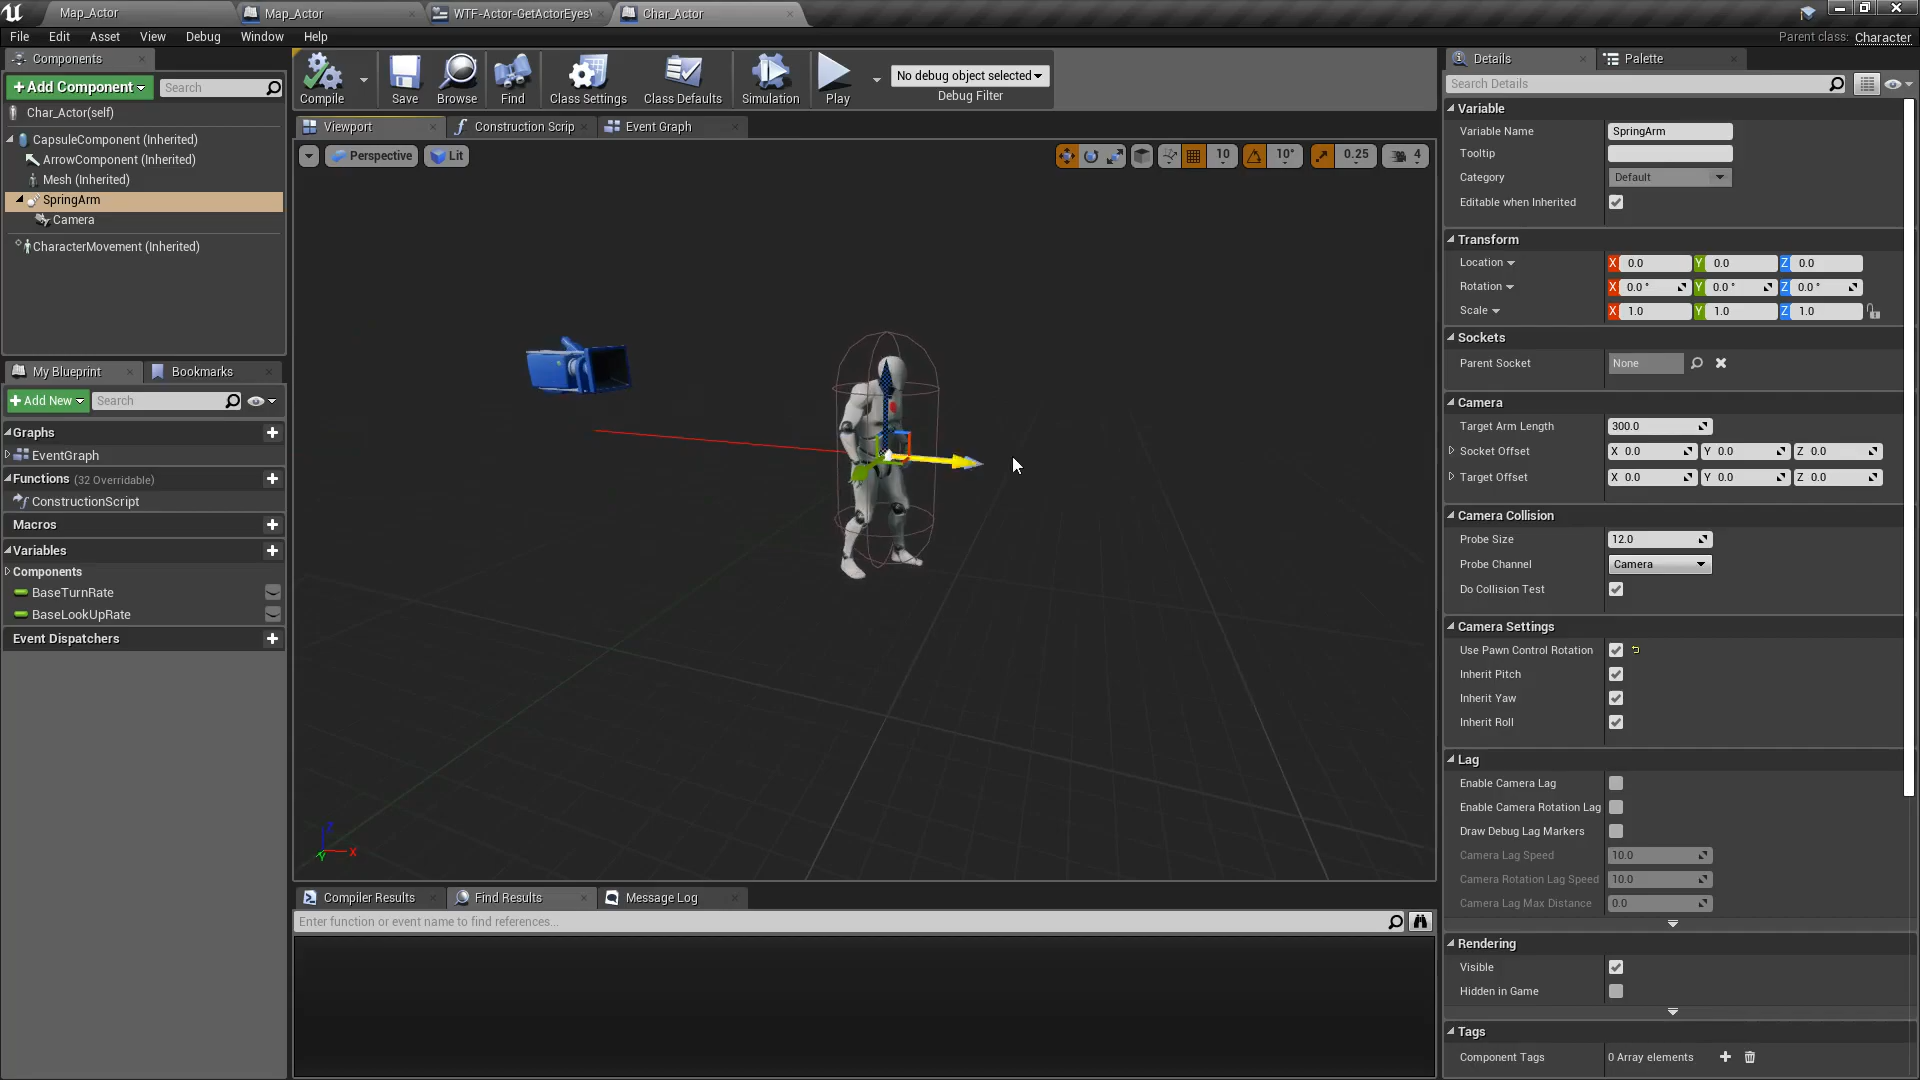 Map_Actor
Map_Actor
WTF-Actor-GetActorEyesV
Char_Actor
File Edit Asset View Debug Window Help
Parent class: Character
Components
+ Add Component
Search
Char_Actor(self)
CapsuleComponent (Inherited)
ArrowComponent (Inherited)
Mesh (Inherited)
SpringArm
Camera
CharacterMovement (Inherited)
My Blueprint
Bookmarks
+ Add New
Search
Graphs
EventGraph
Functions (32 Overridable)
ConstructionScript
Macros
Variables
Components
BaseTurnRate
BaseLookUpRate
Event Dispatchers
Compile
Save
Browse
Find
Class Settings
Class Defaults
Simulation
Play
No debug object selected
Debug Filter
Viewport
Construction Scrip
Event Graph
Perspective
Lit
10
10°
0.25
4
Z
X
Y
Compiler Results
Find Results
Message Log
Enter function or event name to find references...
Details
Palette
Search Details
Variable
Variable Name SpringArm
Tooltip
Category Default
Editable when Inherited
Transform
Location X 0.0 Y 0.0 Z 0.0
Rotation X 0.0 ° Y 0.0 ° Z 0.0 °
Scale X 1.0 Y 1.0 Z 1.0
Sockets
Parent Socket None
Camera
Target Arm Length 300.0
Socket Offset X 0.0 Y 0.0 Z 0.0
Target Offset X 0.0 Y 0.0 Z 0.0
Camera Collision
Probe Size 12.0
Probe Channel Camera
Do Collision Test
Camera Settings
Use Pawn Control Rotation
Inherit Pitch
Inherit Yaw
Inherit Roll
Lag
Enable Camera Lag
Enable Camera Rotation Lag
Draw Debug Lag Markers
Camera Lag Speed 10.0
Camera Rotation Lag Speed 10.0
Camera Lag Max Distance 0.0
Rendering
Visible
Hidden in Game
Tags
Component Tags 0 Array elements